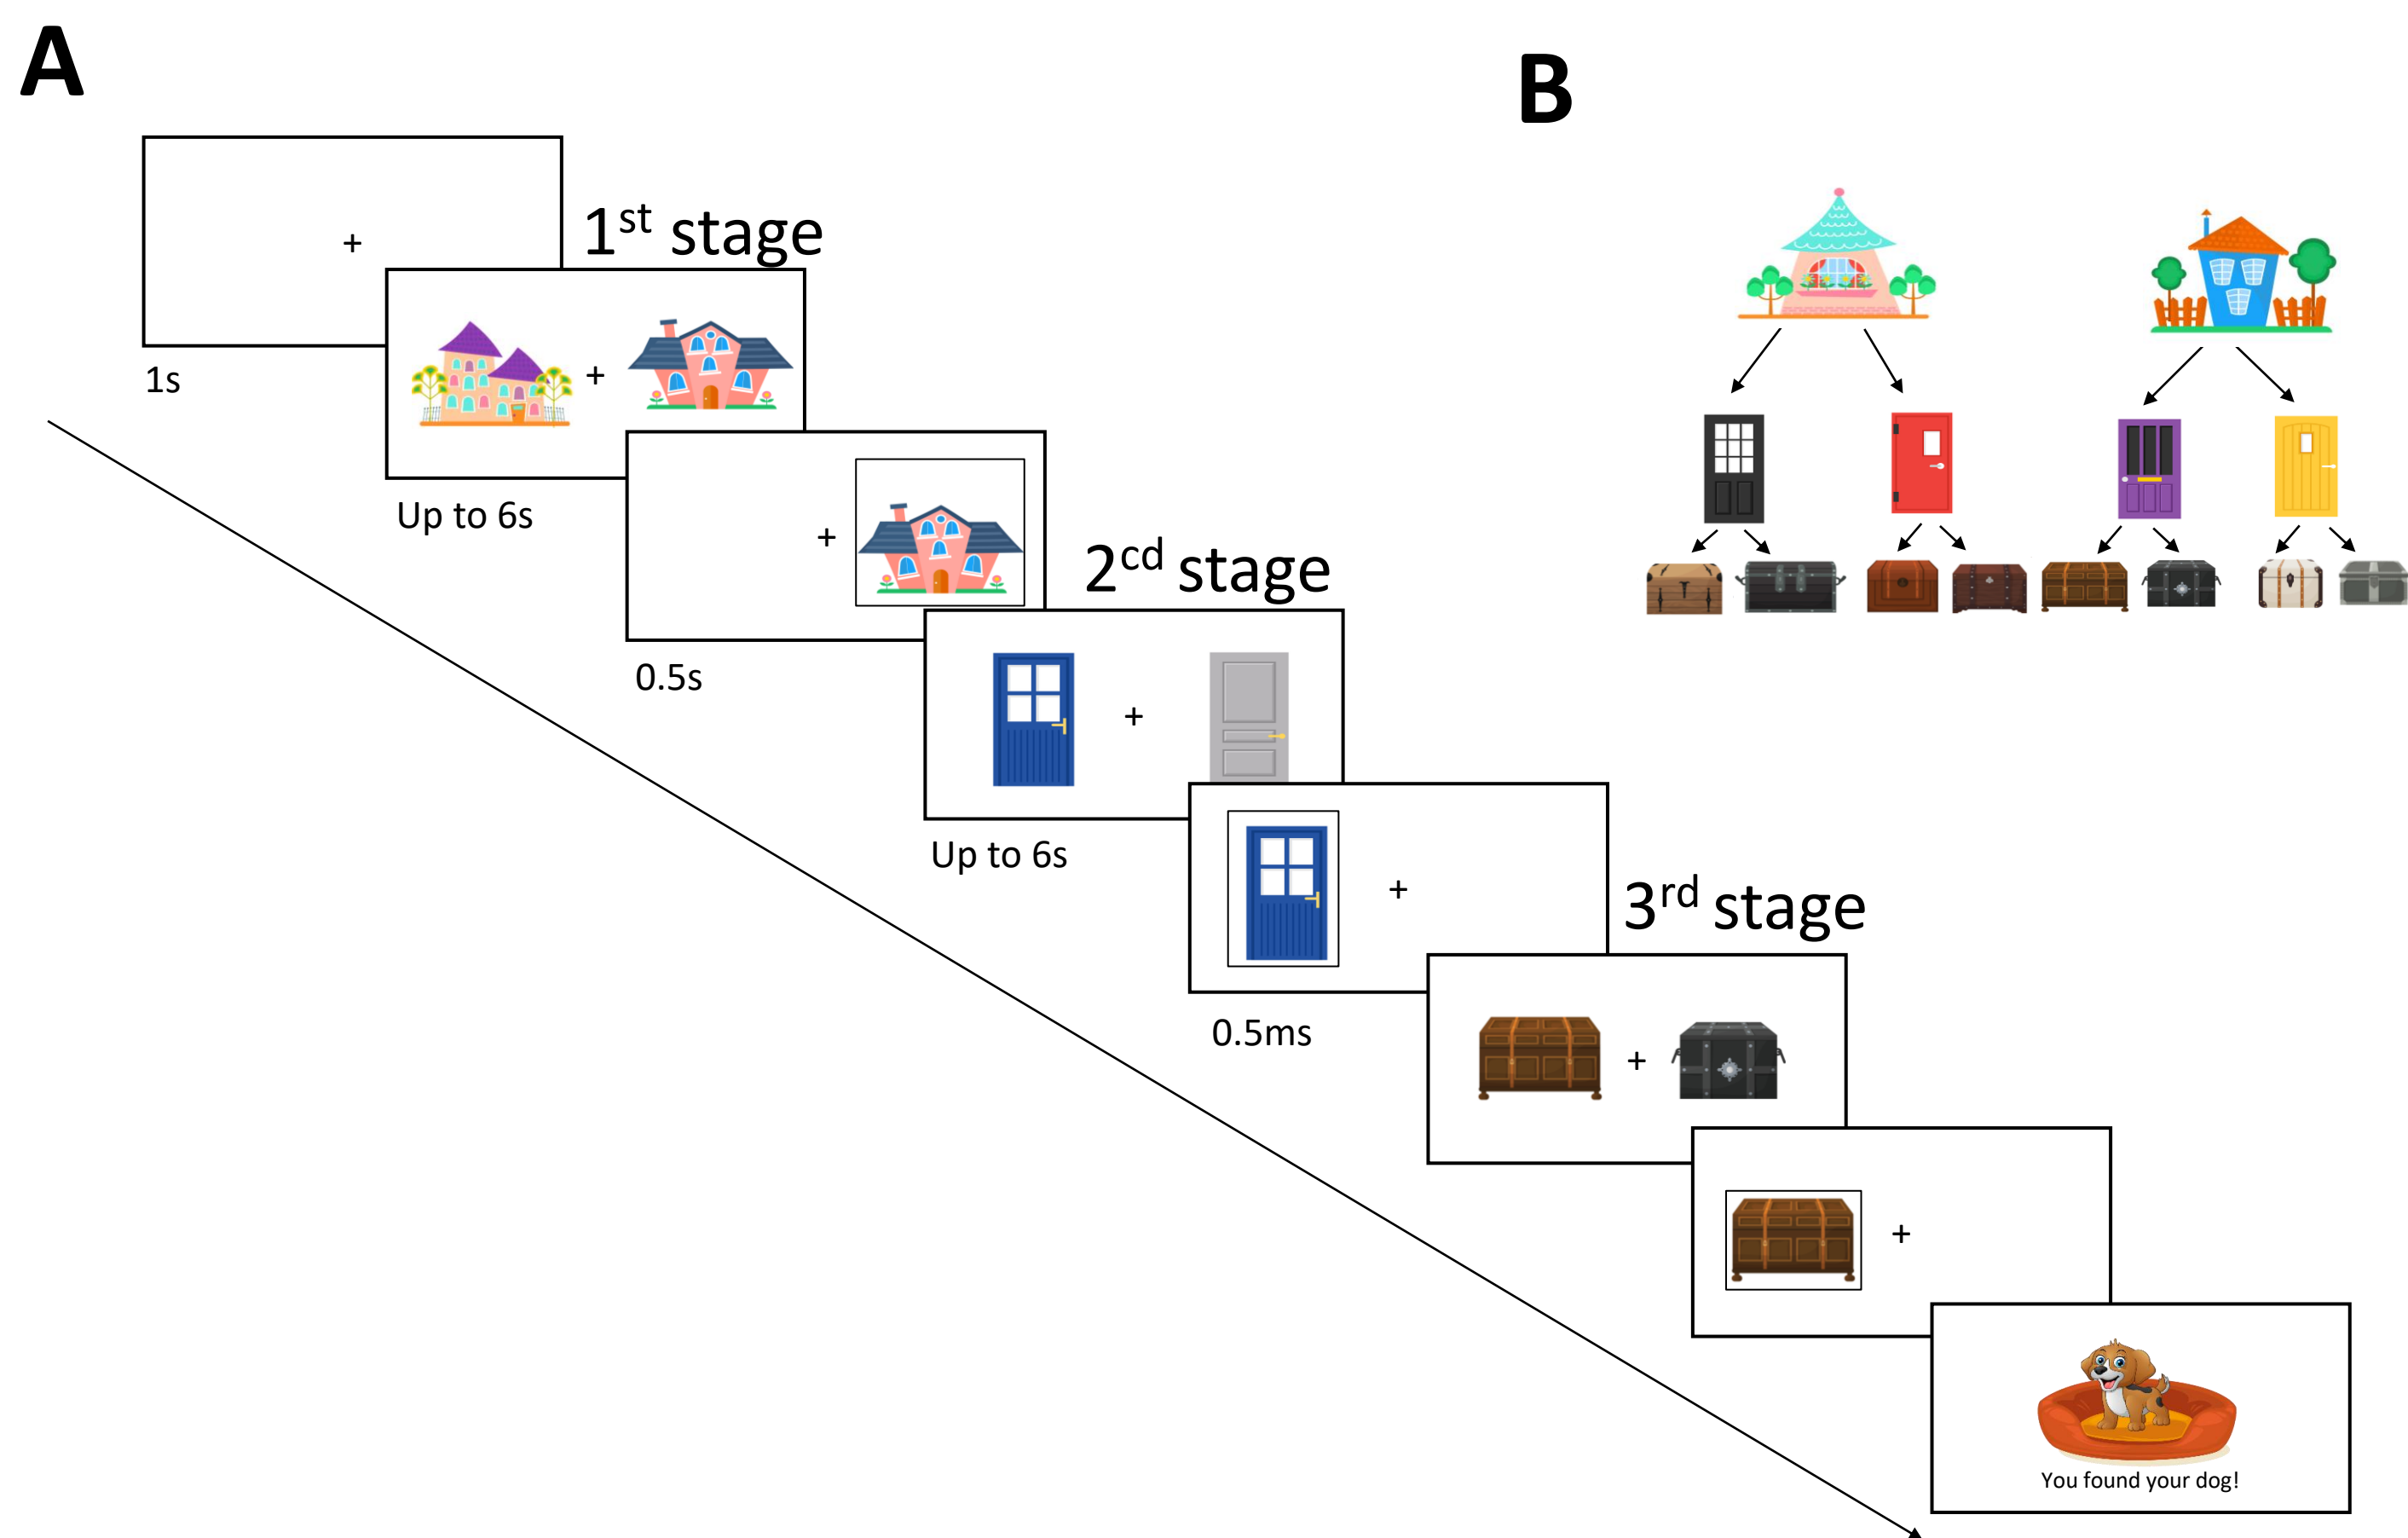 A
B
+
1s
1st stage
+
Up to 6s
+
0.5s
2cd stage
+
Up to 6s
+
0.5ms
3rd stage
+
+
You found your dog!